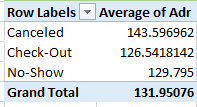 Row Labels Average of Adr
Canceled 143.596962
Check-Out 126.5418142
No-Show 129.795
Grand Total 131.95076